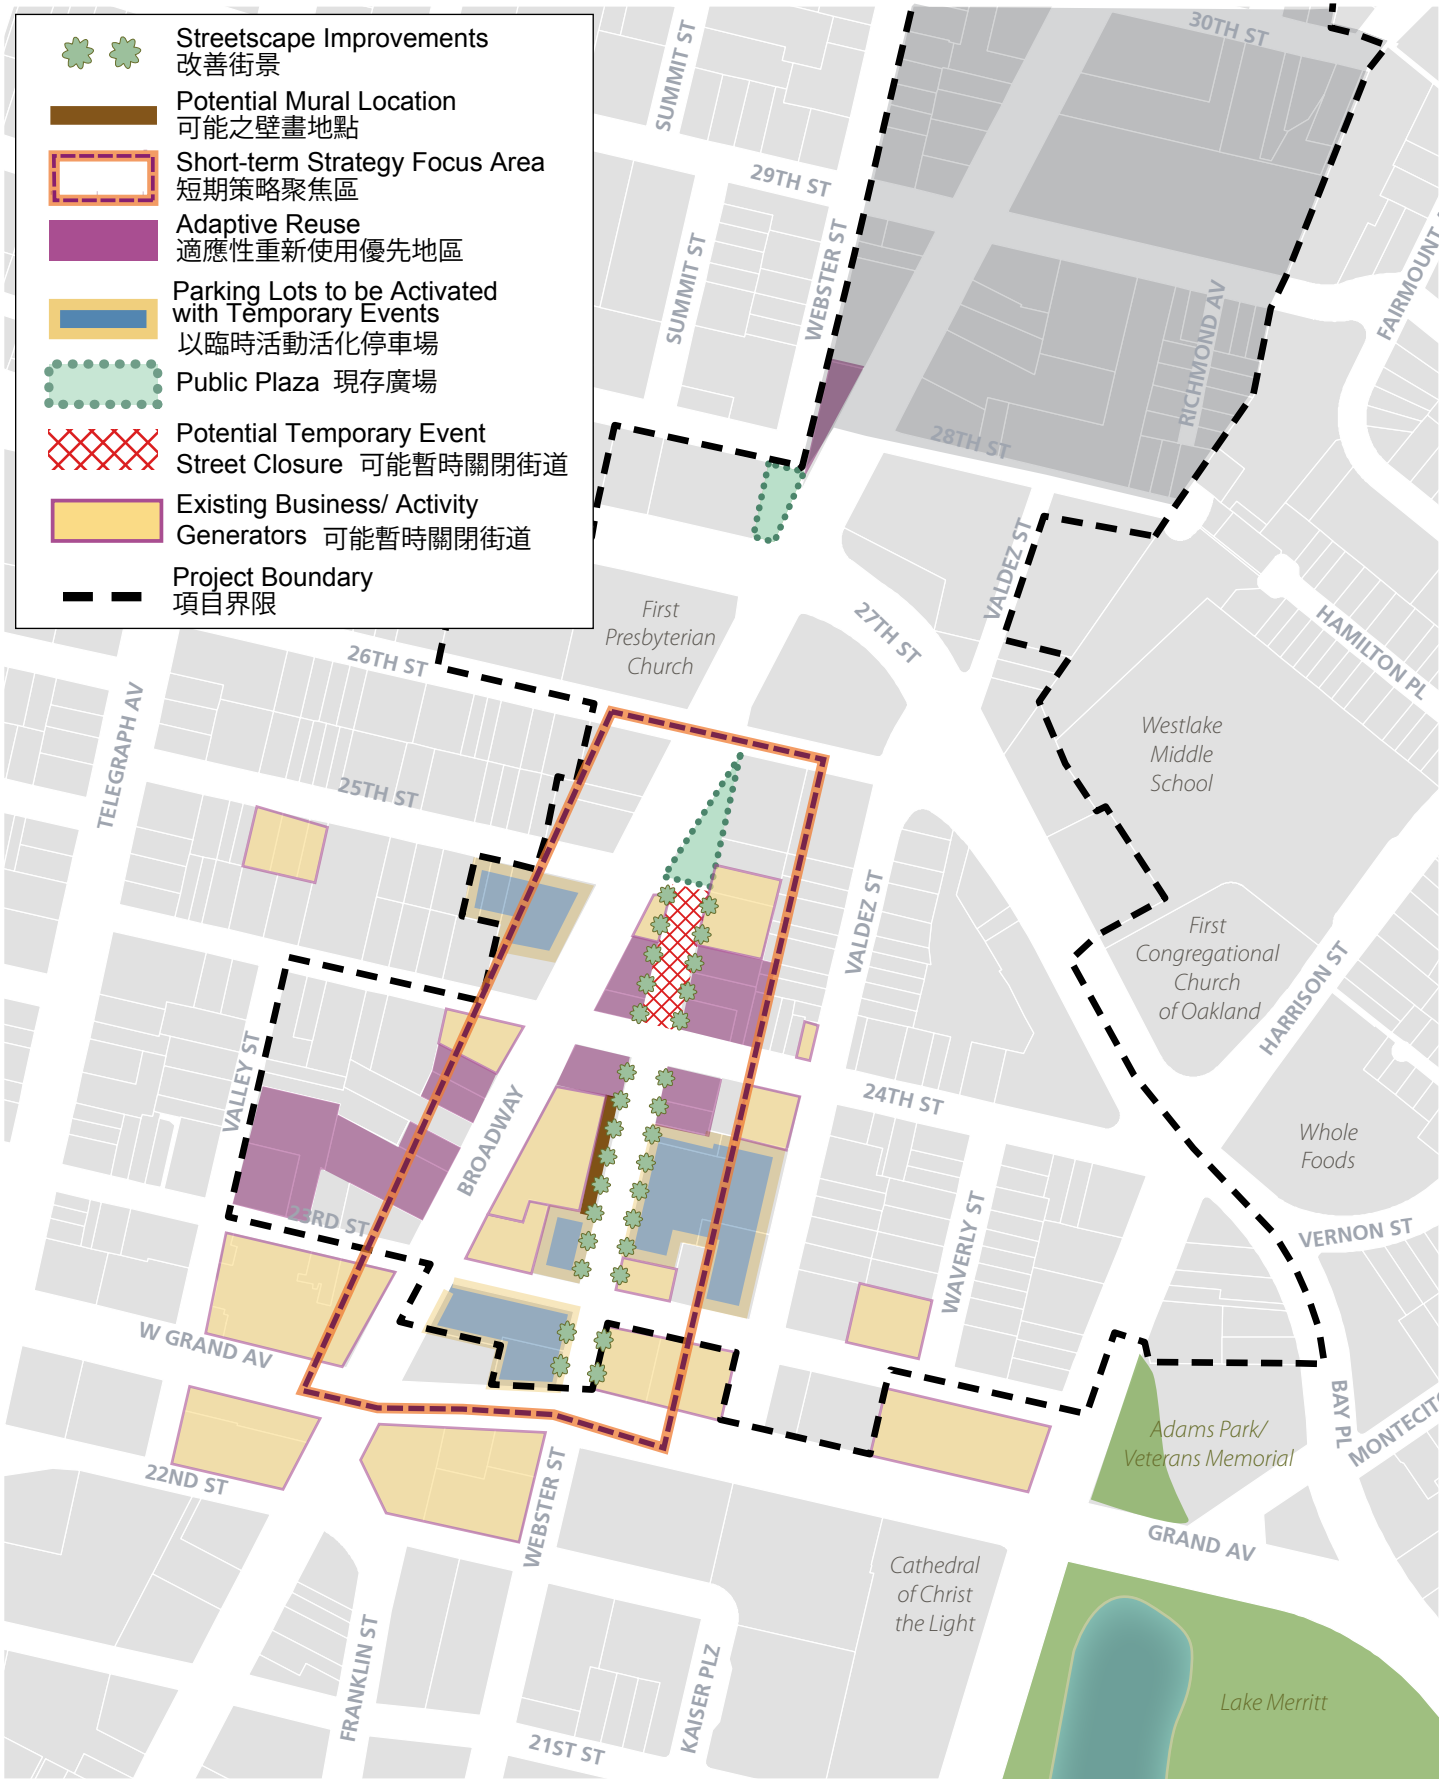 Streetscape Improvements
改善街景
Potential Mural Location
可能之壁畫地點
Short-term Strategy Focus Area
短期策略聚焦區
Adaptive Reuse
適應性重新使用優先地區
Parking Lots to be Activated
with Temporary Events
以臨時活動活化停車場
Public Plaza 現存廣場
Potential Temporary Event
Street Closure 可能暫時關閉街道
Existing Business/ Activity
Generators 可能暫時關閉街道
Project Boundary
項目界限
30TH ST
SUMMIT ST
29TH ST
WEBSTER ST
SUMMIT ST
FAIRMOUNT
RICHMOND AV
28TH ST
VALDEZ ST
27TH ST
HAMILTON PL
First
Presbyterian
Church
26TH ST
TELEGRAPH AV
25TH ST
Westlake
Middle
School
VALDEZ ST
First
Congregational
Church
of Oakland
HARRISON ST
VALLEY ST
BROADWAY
24TH ST
Whole
Foods
23RD ST
WAVERLY ST
VERNON ST
W GRAND AV
BAY PL
MONTECITO
Adams Park/
Veterans Memorial
22ND ST
WEBSTER ST
GRAND AV
Cathedral
of Christ
the Light
FRANKLIN ST
KAISER PLZ
Lake Merritt
21ST ST